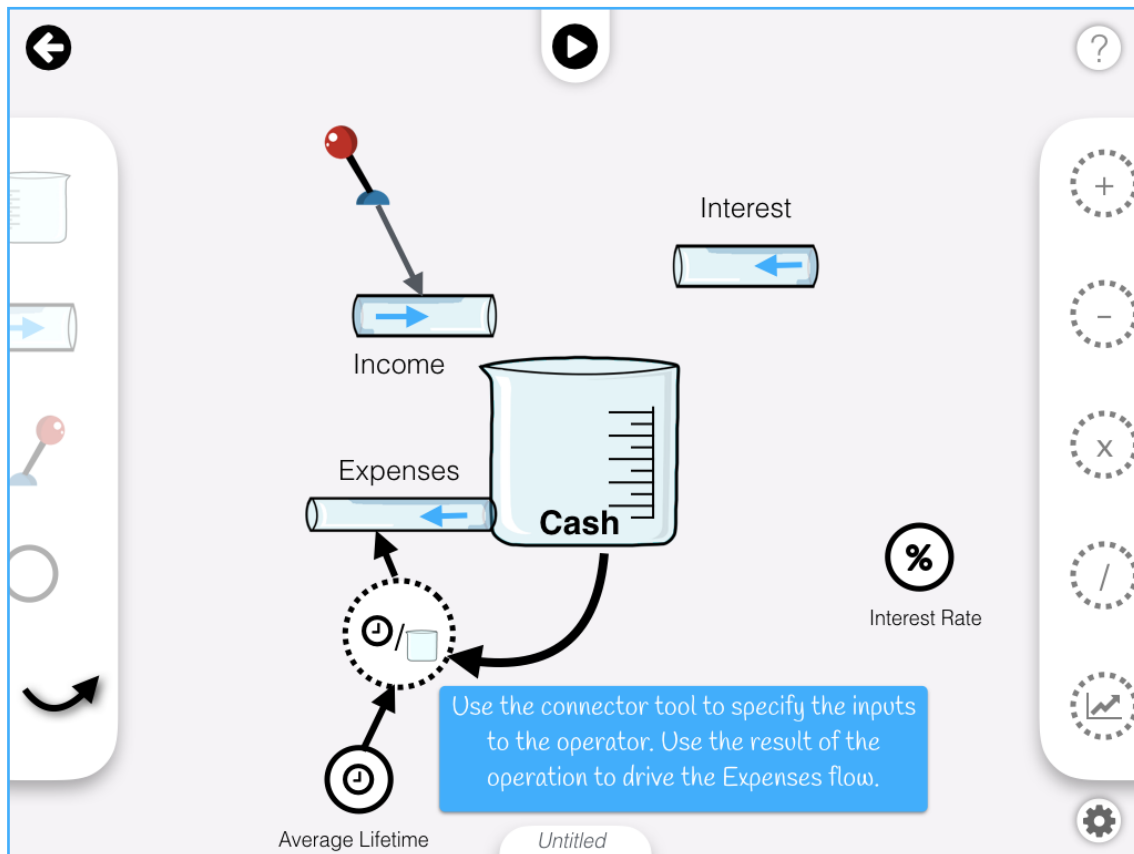 ?
Interest
+
-
Income
x
Expenses
Cash
%
/
/
Interest Rate
Use the connector tool to specify the inputs
to the operator. Use the result of the
operation to drive the Expenses flow.
Average Lifetime
Untitled